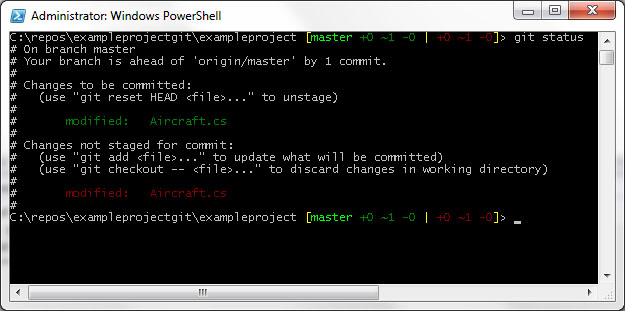 Administrator: Windows PowerShell
C:\repos\exampleprojectgit\exampleproject [master +0 ~1 -0 | +0 ~1 -0]> git status
# On branch master
# Your branch is ahead of 'origin/master' by 1 commit.
#
# Changes to be committed:
#   (use "git reset HEAD <file>..." to unstage)
#
#       modified:   Aircraft.cs
#
# Changes not staged for commit:
#   (use "git add <file>..." to update what will be committed)
#   (use "git checkout -- <file>..." to discard changes in working directory)
#
#       modified:   Aircraft.cs
#
C:\repos\exampleprojectgit\exampleproject [master +0 ~1 -0 | +0 ~1 -0]> _